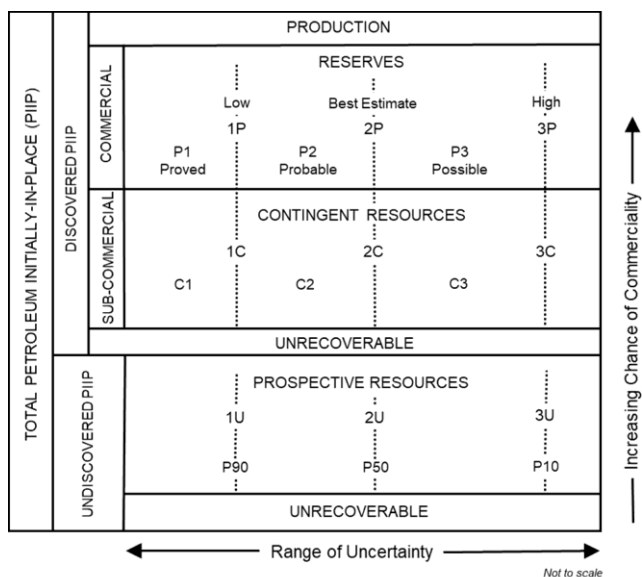 TOTAL PETROLEUM INITIALLY-IN-PLACE (PIIP)
DISCOVERED PIIP
COMMERCIAL
PRODUCTION
RESERVES
Low Best Estimate High
1P 2P 3P
P1 P2 P3
Proved Probable Possible
SUB-COMMERCIAL
CONTINGENT RESOURCES
1C 2C 3C
C1 C2 C3
UNRECOVERABLE
UNDISCOVERED PIIP
PROSPECTIVE RESOURCES
1U 2U 3U
P90 P50 P10
UNRECOVERABLE
Increasing Chance of Commerciality
Range of Uncertainty
Not to scale